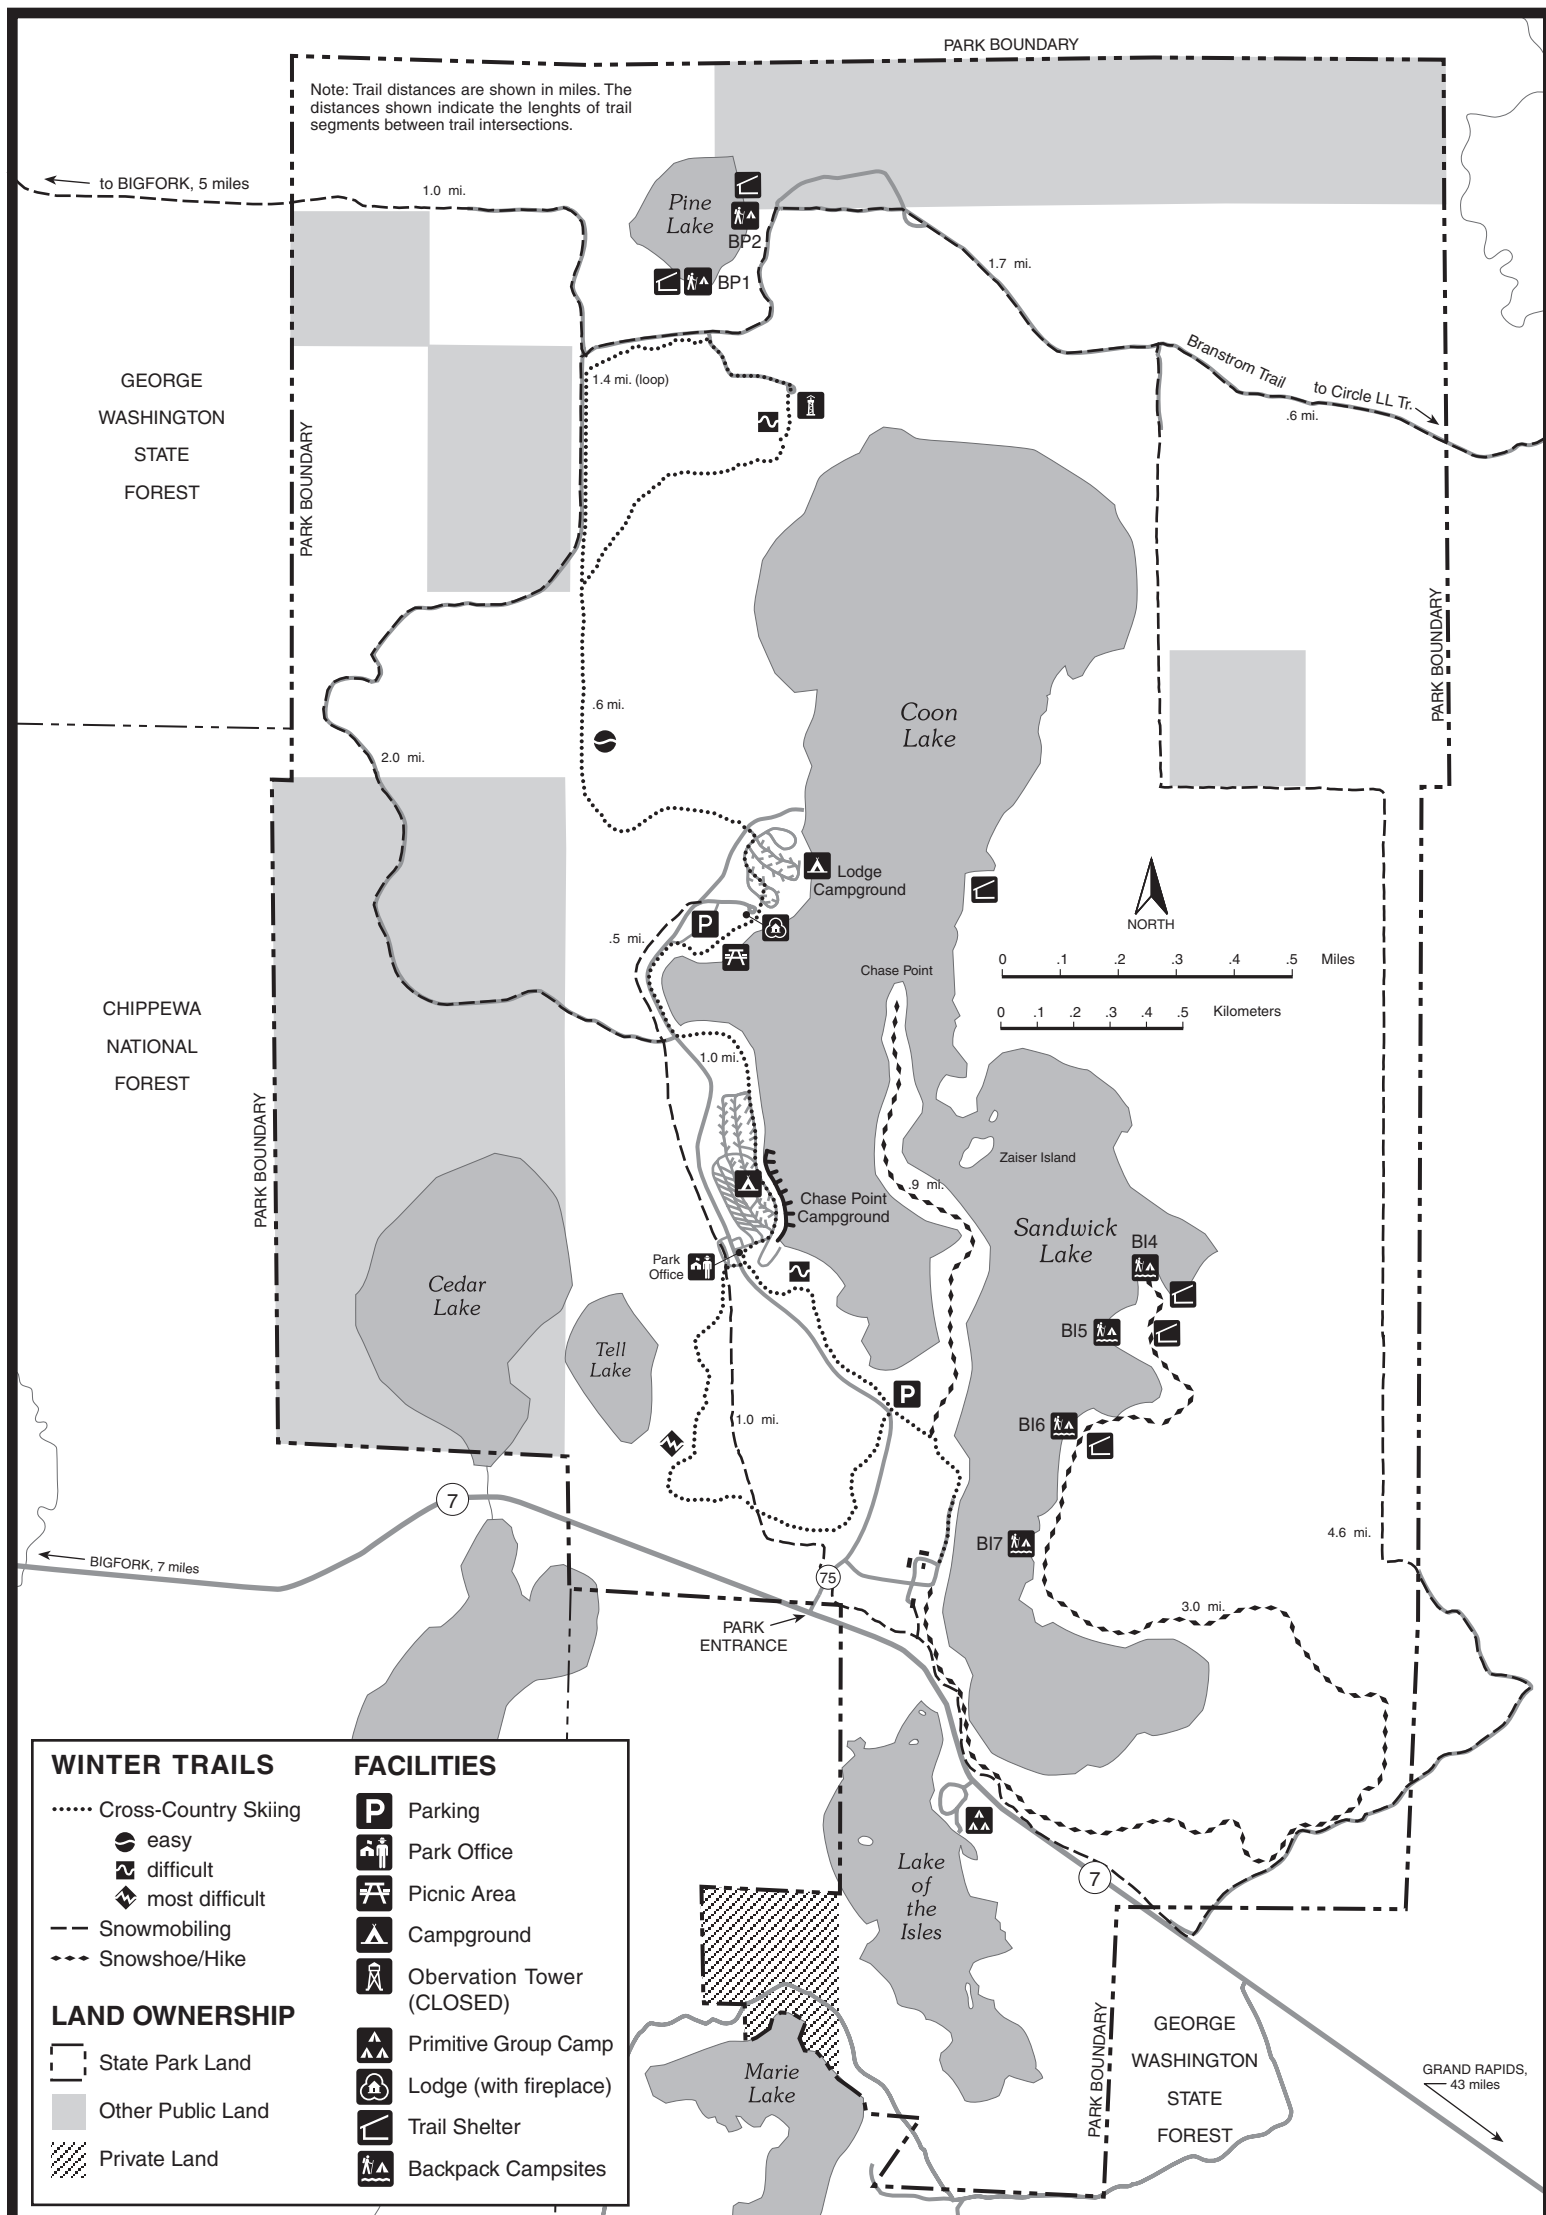 PARK BOUNDARY
Note: Trail distances are shown in miles. The
distances shown indicate the lenghts of trail
segments between trail intersections.
to BIGFORK, 5 miles
1.0 mi.
Pine
Lake
BP2
BP1
1.7 mi.
Branstrom Trail
to Circle LL Tr.
.6 mi.
1.4 mi. (loop)
GEORGE
WASHINGTON
STATE
FOREST
PARK BOUNDARY
PARK BOUNDARY
.6 mi.
Coon
Lake
2.0 mi.
Lodge
Campground
P
.5 mi.
NORTH
Chase Point
0 .1 .2 .3 .4 .5 Miles
0 .1 .2 .3 .4 .5 Kilometers
CHIPPEWA
NATIONAL
FOREST
1.0 mi.
PARK BOUNDARY
Zaiser Island
.9 mi.
Chase Point
Campground
Sandwick
Lake
BI4
Park
Office
Cedar
Lake
BI5
Tell
Lake
P
1.0 mi.
BI6
7
4.6 mi.
BI7
BIGFORK, 7 miles
75
3.0 mi.
PARK
ENTRANCE
Lake
of
the
Isles
7
Marie
Lake
PARK BOUNDARY
GEORGE
WASHINGTON
STATE
FOREST
GRAND RAPIDS,
43 miles
WINTER TRAILS
Cross-Country Skiing
easy
difficult
most difficult
Snowmobiling
Snowshoe/Hike
LAND OWNERSHIP
State Park Land
Other Public Land
Private Land
FACILITIES
P Parking
Park Office
Picnic Area
Campground
Obervation Tower
(CLOSED)
Primitive Group Camp
Lodge (with fireplace)
Trail Shelter
Backpack Campsites